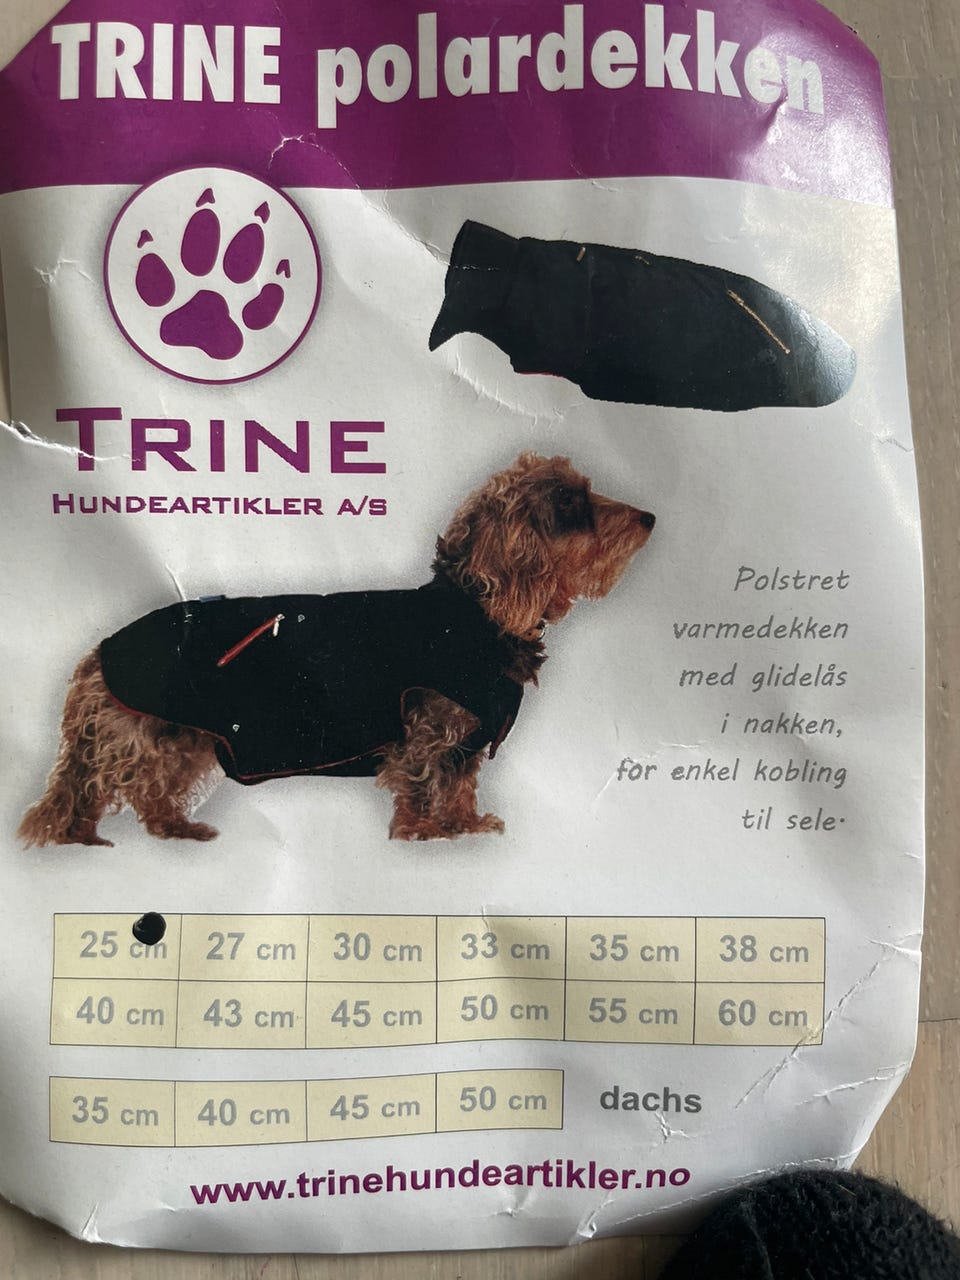 TRINE polardekken
TRINE
HUNDEARTIKLER A/S
Polstret
varmedekken
med glidelås
i nakken,
for enkel kobling
til sele.
25 cm 27 cm 30 cm 33 cm 35 cm 38 cm
40 cm 43 cm 45 cm 50 cm 55 cm 60 cm
35 cm 40 cm 45 cm 50 cm dachs
www.trinehundeartikler.no